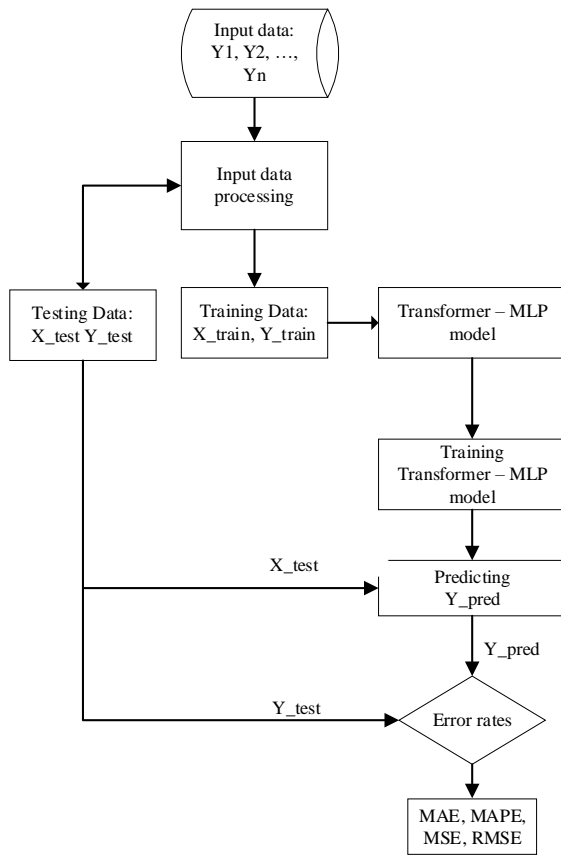 Input data:
Y1, Y2, …,
Yn
Input data
processing
Testing Data:
X_test Y_test
Training Data:
X_train, Y_train
Transformer – MLP
model
Training
Transformer – MLP
model
X_test
Predicting
Y_pred
Y_pred
Y_test
Error rates
MAE, MAPE,
MSE, RMSE